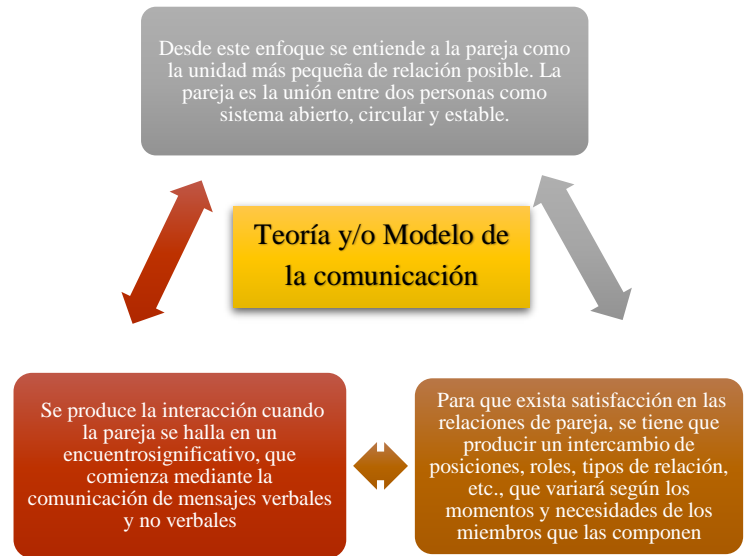 Desde este enfoque se entiende a la pareja como
la unidad más pequeña de relación posible. La
pareja es la unión entre dos personas como
sistema abierto, circular y estable.
Teoría y/o Modelo de
la comunicación
Se produce la interacción cuando
la pareja se halla en un
encuentrosignificativo, que
comienza mediante la
comunicación de mensajes verbales
y no verbales
Para que exista satisfacción en las
relaciones de pareja, se tiene que
producir un intercambio de
posiciones, roles, tipos de relación,
etc., que variará según los
momentos y necesidades de los
miembros que las componen